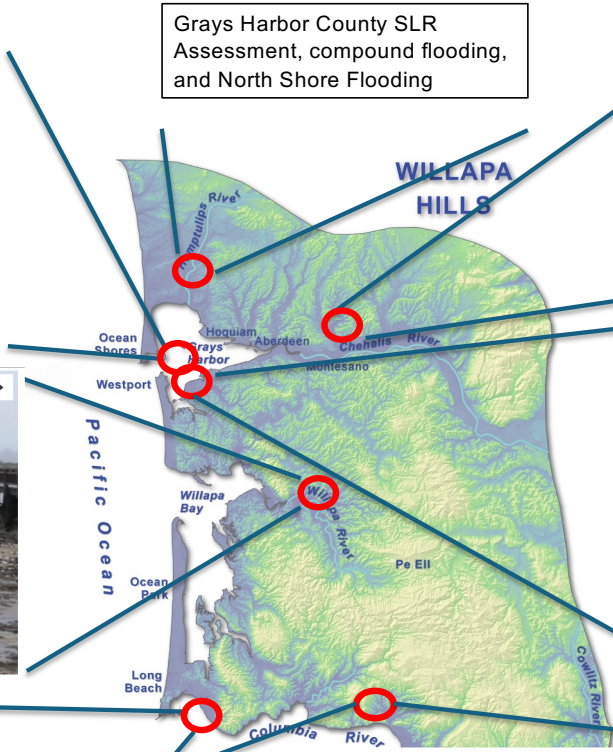 Grays Harbor County SLR
Assessment, compound flooding,
and North Shore Flooding
WILLAPA
HILLS
Humptulips River
Hoquiam
Aberdeen
Ocean
Shores
Grays
Harbor
Chehalis River
Montesano
Westport
Pacific Ocean
Willapa
Bay
Willapa River
Pe Ell
Ocean
Park
Long
Beach
Cowlitz River
Columbia River